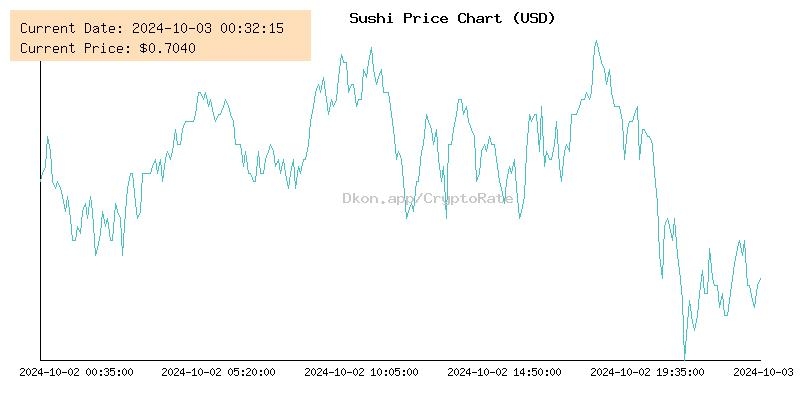 Sushi Price Chart (USD)
Current Date: 2024-10-03 00:32:15
Current Price: $0.7040
Dkon.app/CryptoRate
2024-10-02 00:35:00 2024-10-02 05:20:00 2024-10-02 10:05:00 2024-10-02 14:50:00 2024-10-02 19:35:00 2024-10-03